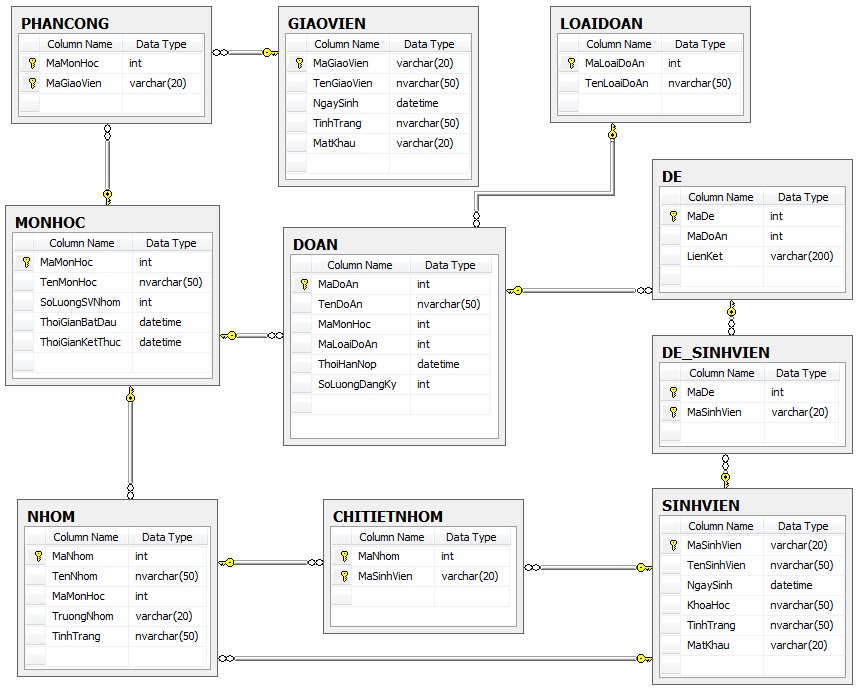 PHANCONG
Column Name Data Type
MaMonHoc int
MaGiaoVien varchar(20)
GIAOVIEN
Column Name Data Type
MaGiaoVien varchar(20)
TenGiaoVien nvarchar(50)
NgaySinh datetime
TinhTrang nvarchar(50)
MatKhau varchar(20)
LOAIDOAN
Column Name Data Type
MaLoaiDoAn int
TenLoaiDoAn nvarchar(50)
DE
Column Name Data Type
MaDe int
MaDoAn int
LienKet varchar(200)
MONHOC
Column Name Data Type
MaMonHoc int
TenMonHoc nvarchar(50)
SoLuongSVNhom int
ThoiGianBatDau datetime
ThoiGianKetThuc datetime
DOAN
Column Name Data Type
MaDoAn int
TenDoAn nvarchar(50)
MaMonHoc int
MaLoaiDoAn int
ThoiHanNop datetime
SoLuongDangKy int
DE_SINHVIEN
Column Name Data Type
MaDe int
MaSinhVien varchar(20)
NHOM
Column Name Data Type
MaNhom int
TenNhom nvarchar(50)
MaMonHoc int
TruongNhom varchar(20)
TinhTrang nvarchar(50)
CHITIETNHOM
Column Name Data Type
MaNhom int
MaSinhVien varchar(20)
SINHVIEN
Column Name Data Type
MaSinhVien varchar(20)
TenSinhVien nvarchar(50)
NgaySinh datetime
KhoaHoc nvarchar(50)
TinhTrang nvarchar(50)
MatKhau varchar(20)